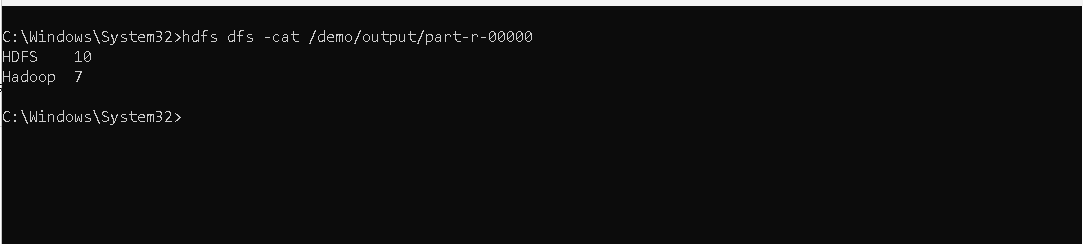 C:\Windows\System32>hdfs dfs -cat /demo/output/part-r-00000
HDFS    10
Hadoop  7
C:\Windows\System32>